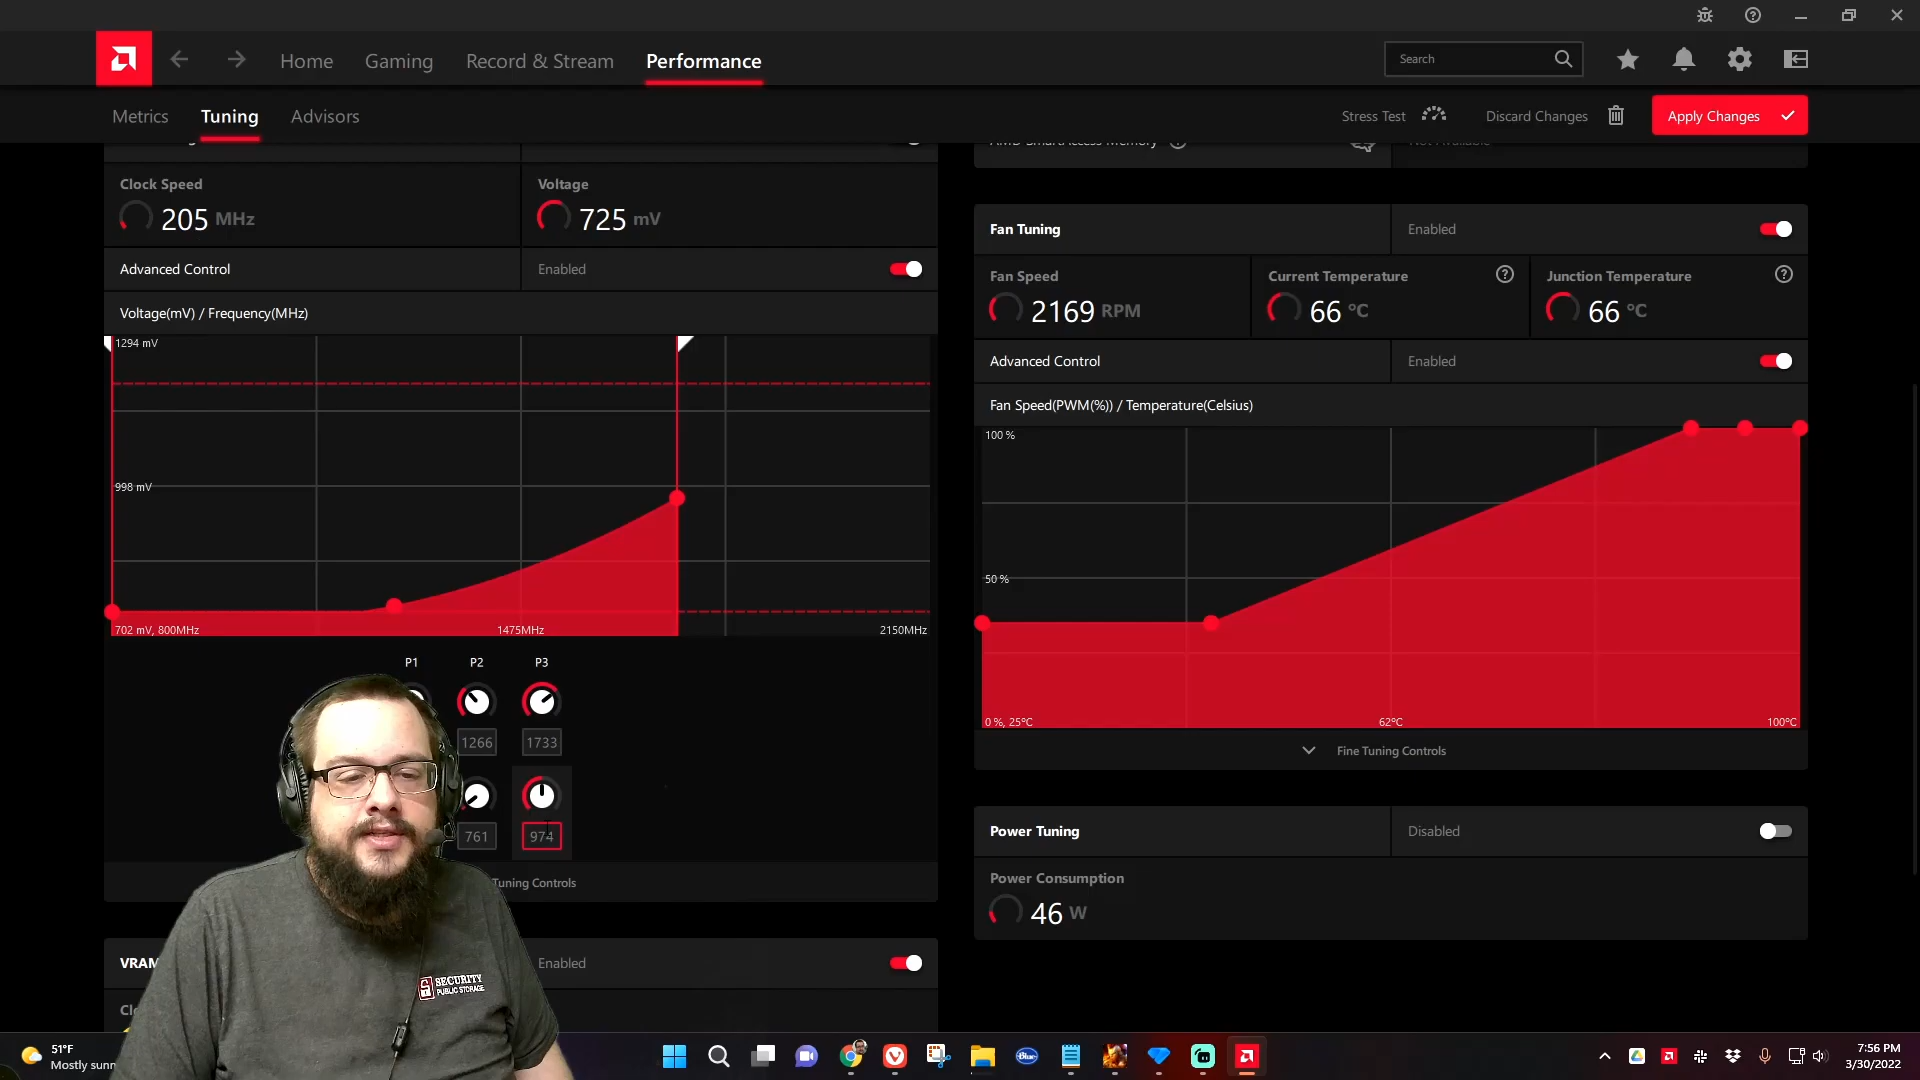 Home
Gaming
Record & Stream
Performance
Search
Metrics
Tuning
Advisors
Stress Test
Discard Changes
Apply Changes
Clock Speed
205 MHz
Voltage
725 mV
Advanced Control
Enabled
Voltage(mV) / Frequency(MHz)
1294 mV
998 mV
702 mV, 800MHz
1475MHz
2150MHz
P1
P2
P3
1266
1733
761
974
Tuning Controls
VRAM
Enabled
Fan Tuning
Enabled
Fan Speed
2169 RPM
Current Temperature
66 °C
Junction Temperature
66 °C
Advanced Control
Enabled
Fan Speed(PWM(%)) / Temperature(Celsius)
100 %
50 %
0 %, 25°C
62°C
100°C
Fine Tuning Controls
Power Tuning
Disabled
Power Consumption
46 W
SECURITY
PUBLIC STORAGE
51°F
Mostly sunn
Blue
7:56 PM
3/30/2022